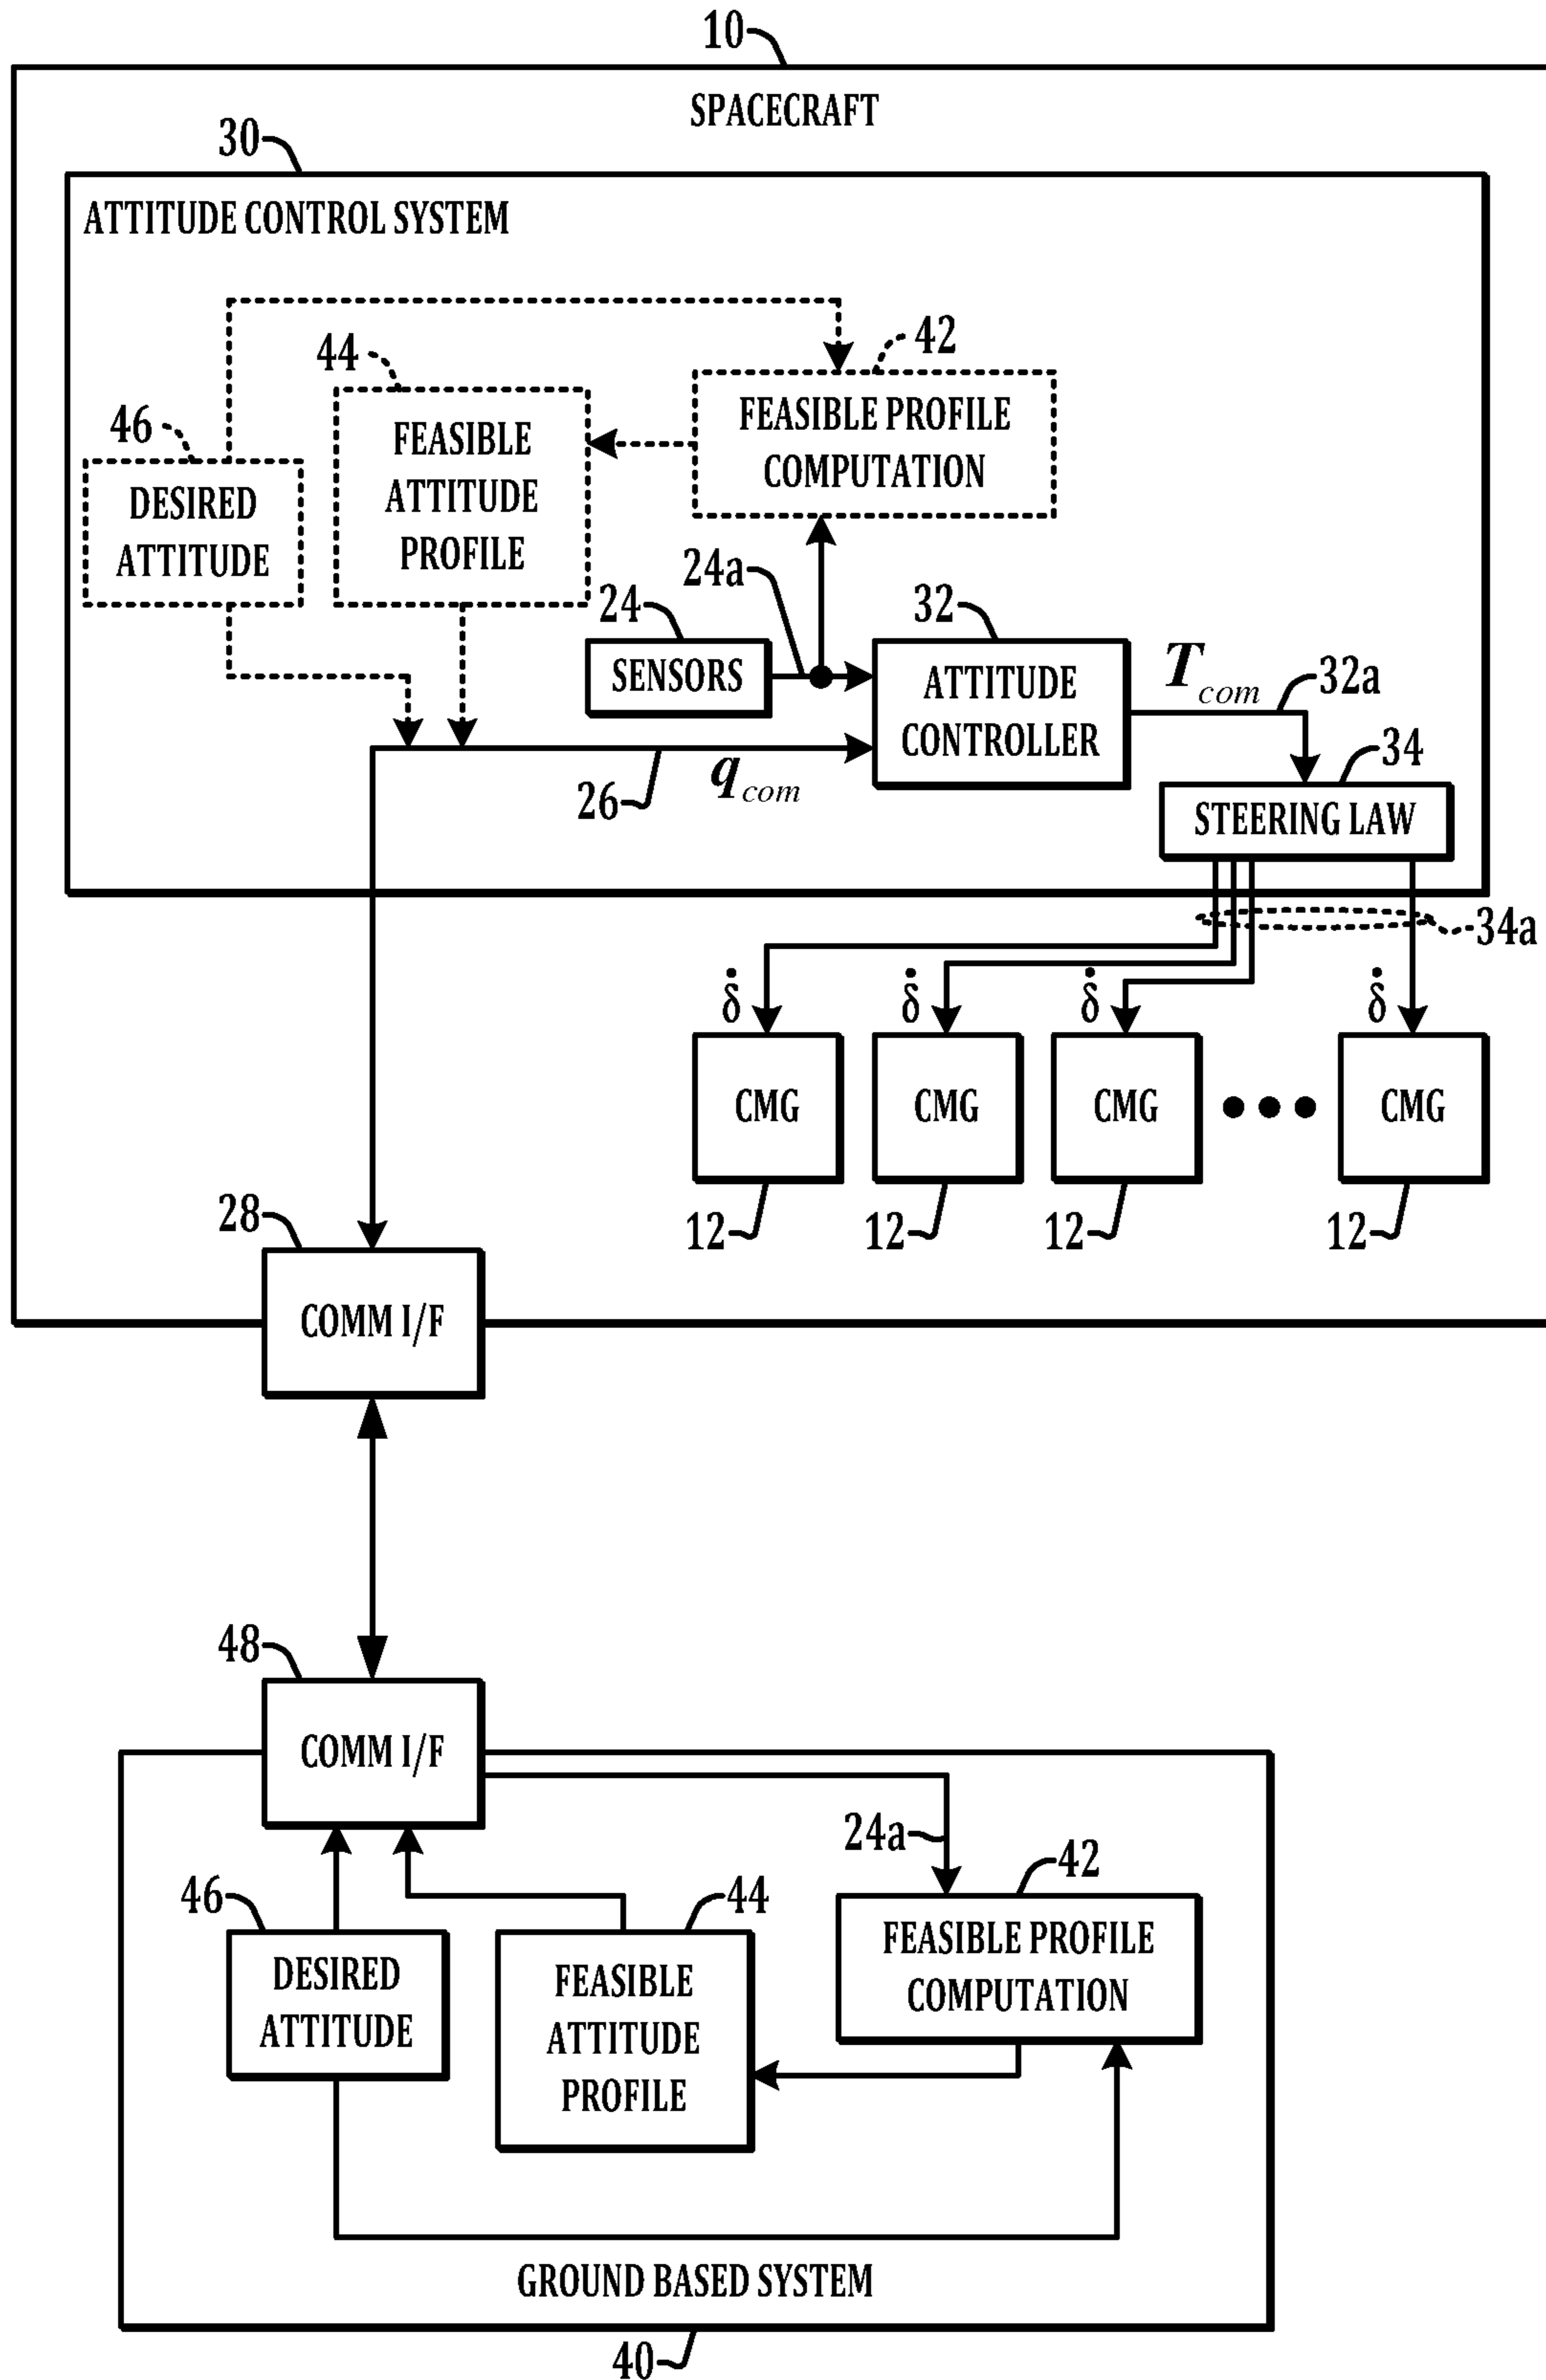 10
SPACECRAFT
30
ATTITUDE CONTROL SYSTEM
42
44
FEASIBLE PROFILE
COMPUTATION
46
FEASIBLE
ATTITUDE
PROFILE
DESIRED
ATTITUDE
24a
24
32
SENSORS
ATTITUDE
CONTROLLER
T com
32a
q com
26
34
STEERING LAW
34a
δ̇
δ̇
δ̇
δ̇
CMG
CMG
CMG
CMG
12
12
12
12
28
COMM I/F
48
COMM I/F
24a
42
46
44
FEASIBLE PROFILE
COMPUTATION
DESIRED
ATTITUDE
FEASIBLE
ATTITUDE
PROFILE
GROUND BASED SYSTEM
40